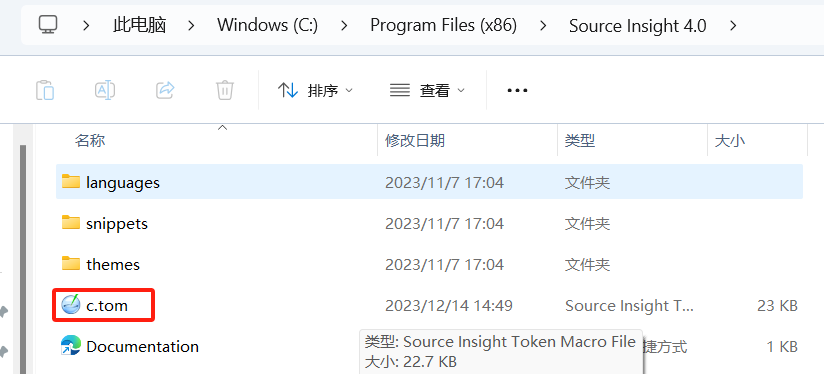 此电脑 > Windows (C:) > Program Files (x86) > Source Insight 4.0 >
排序 查看 ...
名称 修改日期 类型 大小
languages 2023/11/7 17:04 文件夹
snippets 2023/11/7 17:04 文件夹
themes 2023/11/7 17:04 文件夹
c.tom 2023/12/14 14:49 Source Insight T... 23 KB
Documentation 捷方式 1 KB
类型: Source Insight Token Macro File
大小: 22.7 KB